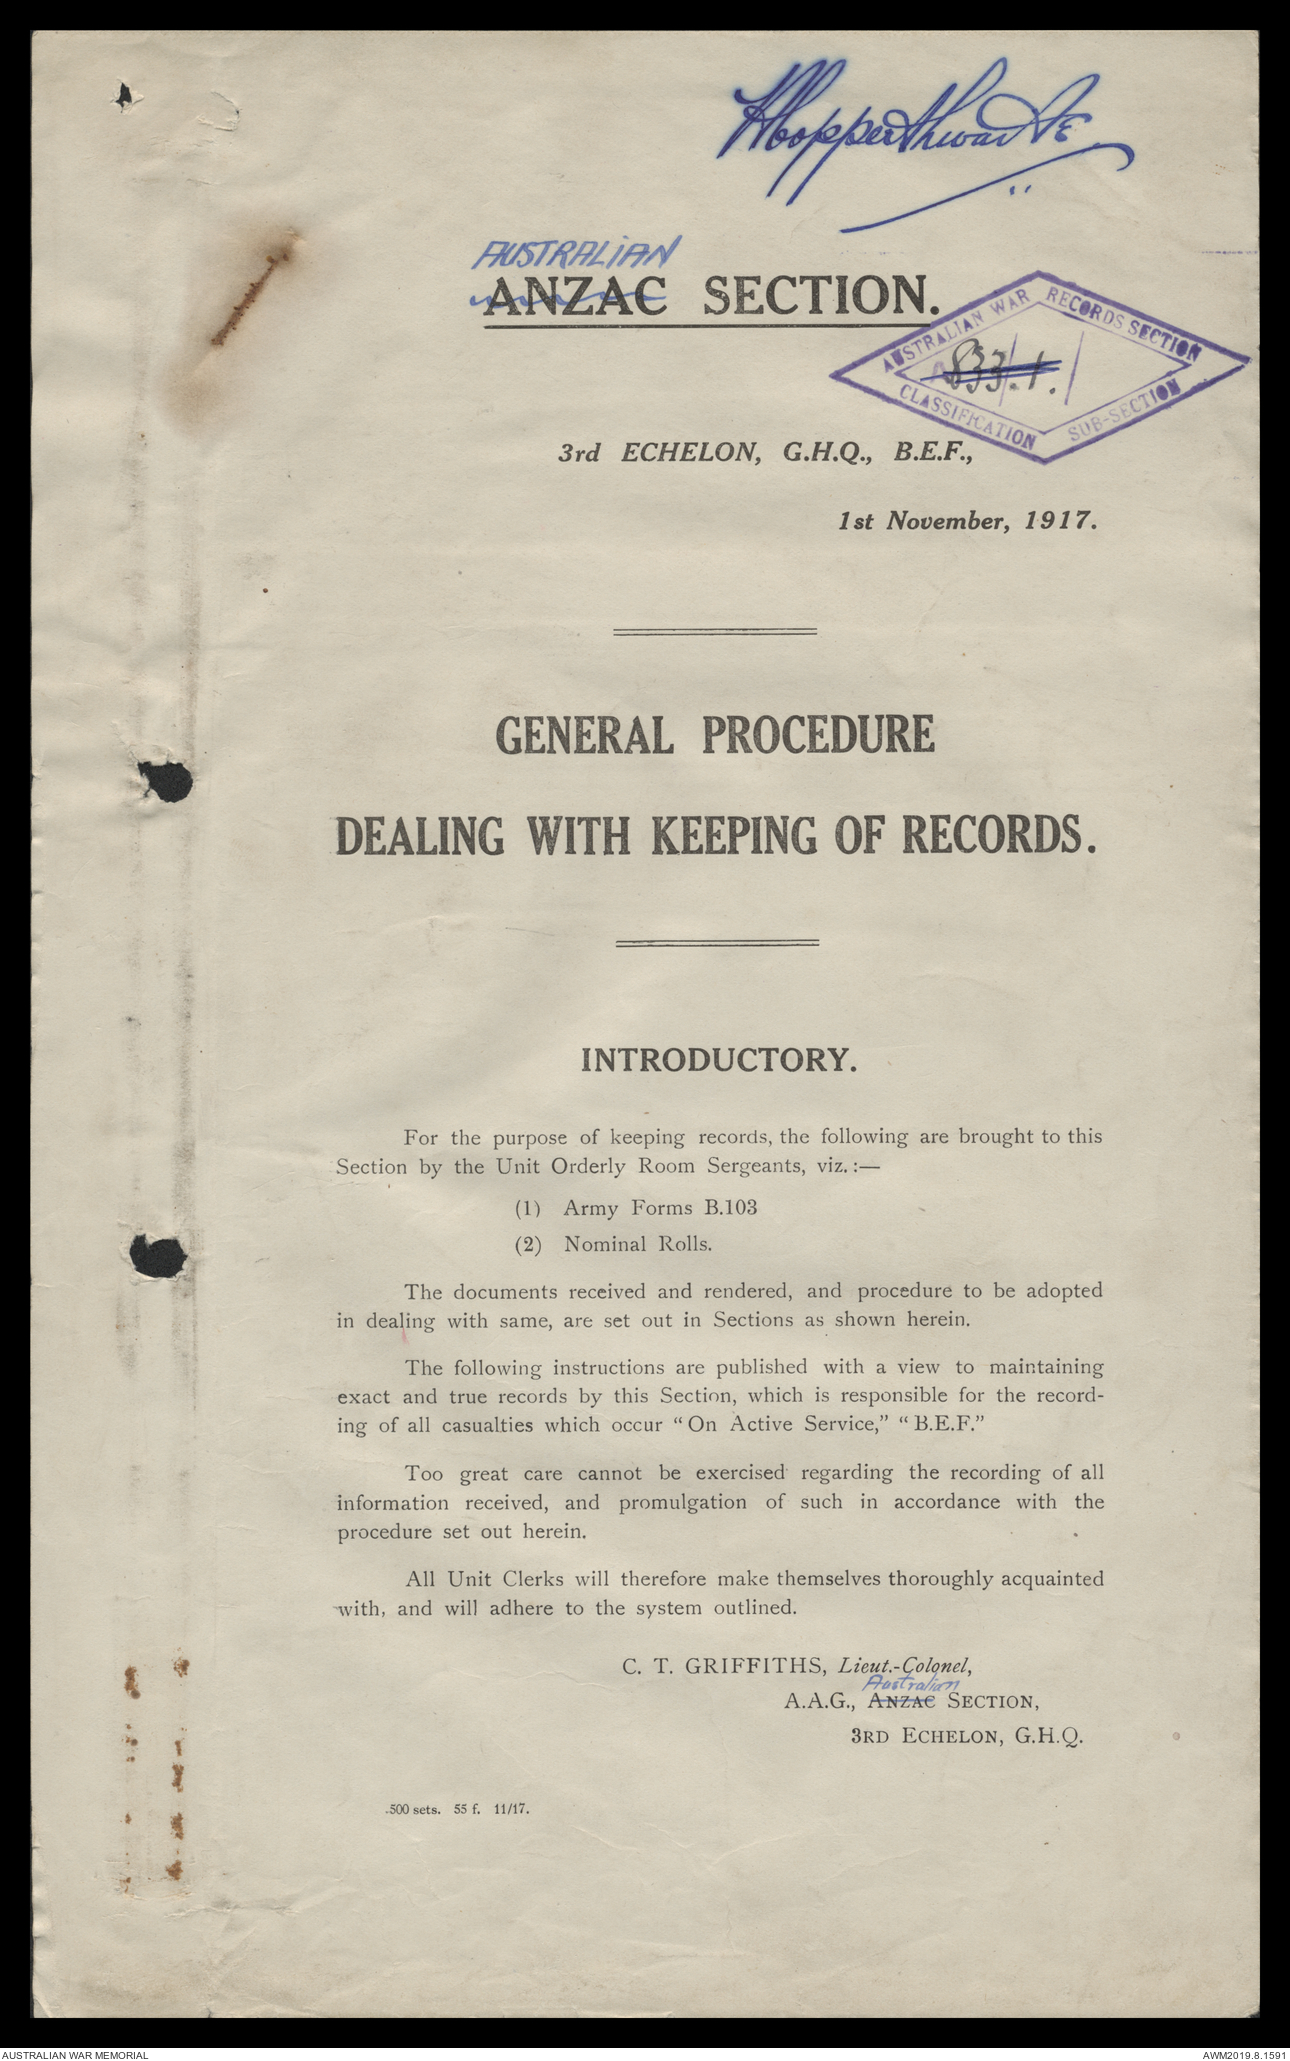 AUSTRALIAN
ANZAC SECTION.
AUSTRALIAN WAR RECORDS SECTION
833/.1./
CLASSIFICATION SUB-SECTION
3rd ECHELON, G.H.Q., B.E.F.,
1st November, 1917.
GENERAL PROCEDURE
DEALING WITH KEEPING OF RECORDS.
INTRODUCTORY.
For the purpose of keeping records, the following are brought to this
Section by the Unit Orderly Room Sergeants, viz. :—
(1) Army Forms B.103
(2) Nominal Rolls.
The documents received and rendered, and procedure to be adopted
in dealing with same, are set out in Sections as shown herein.
The following instructions are published with a view to maintaining
exact and true records by this Section, which is responsible for the record-
ing of all casualties which occur “On Active Service,” “B.E.F.”
Too great care cannot be exercised regarding the recording of all
information received, and promulgation of such in accordance with the
procedure set out herein.
All Unit Clerks will therefore make themselves thoroughly acquainted
with, and will adhere to the system outlined.
C. T. GRIFFITHS, Lieut.-Colonel,
Australian
A.A.G., ANZAC SECTION,
3RD ECHELON, G.H.Q.
500 sets. 55 f. 11/17.
AUSTRALIAN WAR MEMORIAL
AWM2019.8.1591